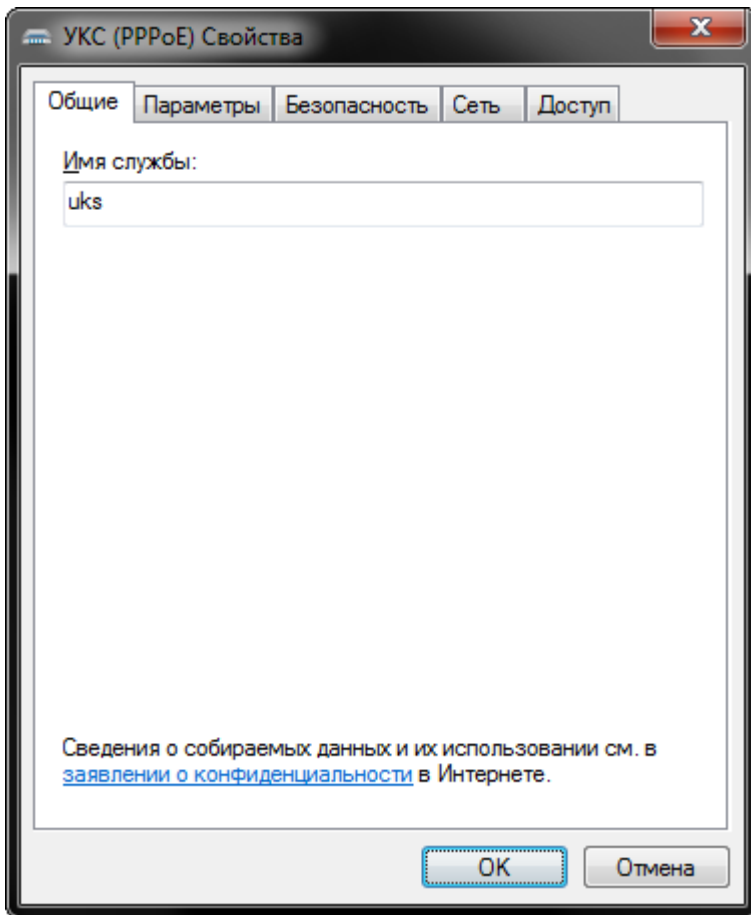 УКС (PPPoE) Свойства
Общие Параметры Безопасность Сеть Доступ
Имя службы:
uks
Сведения о собираемых данных и их использовании см. в
заявлении о конфиденциальности в Интернете.
OK Отмена